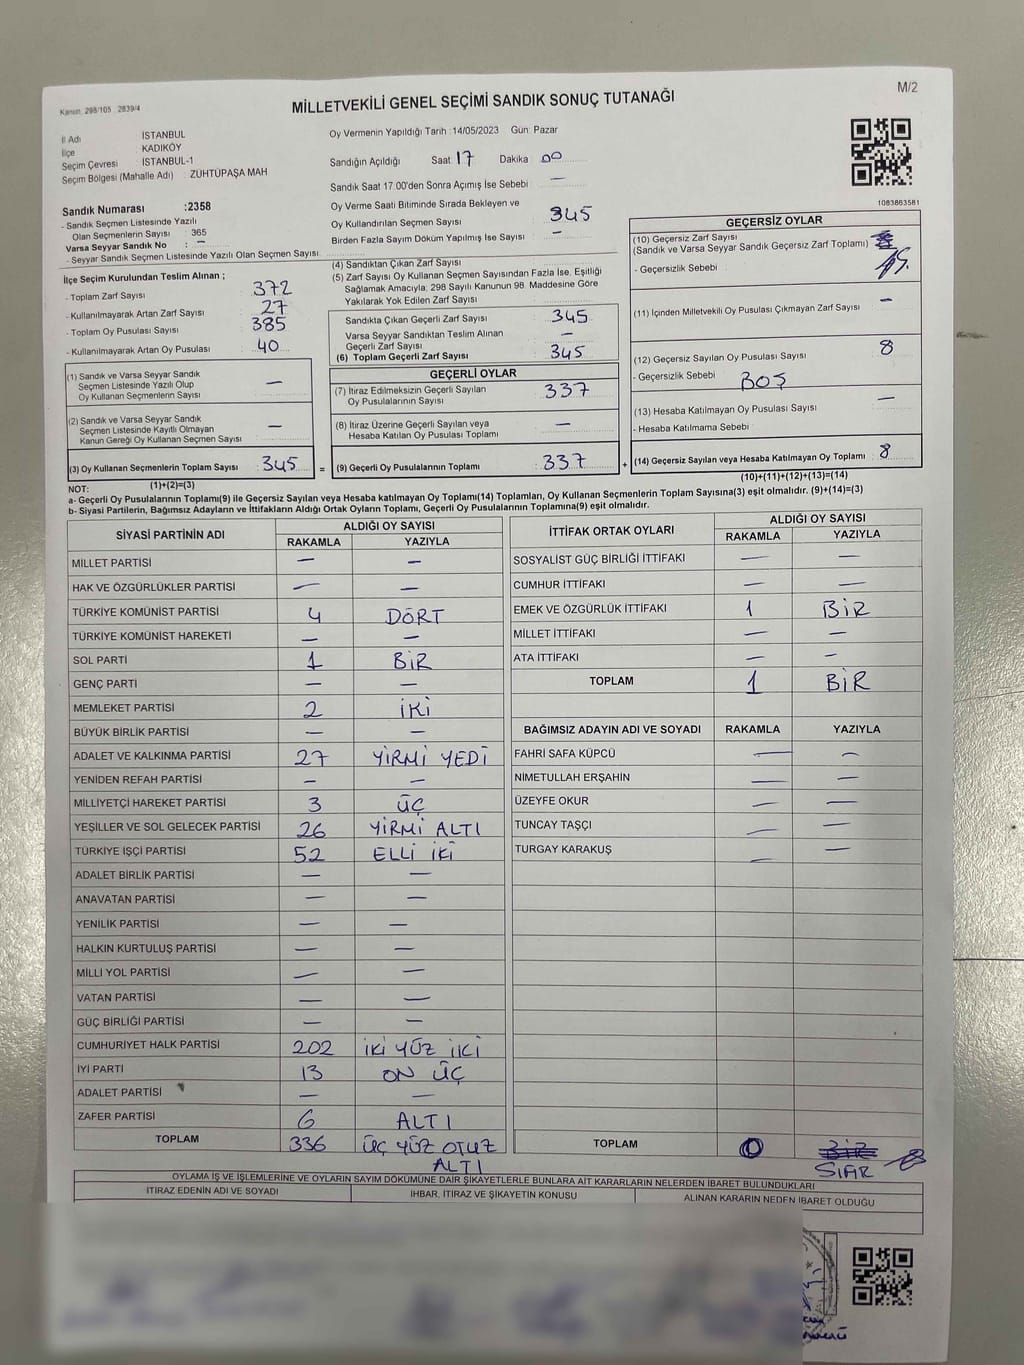 Kanun: 298/105 2839/4
MİLLETVEKİLİ GENEL SEÇİMİ SANDIK SONUÇ TUTANAĞI
M/2
İl Adı İSTANBUL
İlçe KADIKÖY
Seçim Çevresi İSTANBUL-1
Seçim Bölgesi (Mahalle Adı) : ZÜHTÜPAŞA MAH
Oy Vermenin Yapıldığı Tarih :14/05/2023 Gün: Pazar
Sandığın Açıldığı Saat 17 Dakika 00
Sandık Saat 17:00'den Sonra Açımış İse Sebebi —
Oy Verme Saati Bitiminde Sırada Bekleyen ve
Oy Kullandırılan Seçmen Sayısı 345
Birden Fazla Sayım Döküm Yapılmış İse Sayısı —
1083863581
Sandık Numarası :2358
- Sandık Seçmen Listesinde Yazılı
Olan Seçmenlerin Sayısı : 365
Varsa Seyyar Sandık No : —
- Seyyar Sandık Seçmen Listesinde Yazılı Olan Seçmen Sayısı
İlçe Seçim Kurulundan Teslim Alınan ;
- Toplam Zarf Sayısı 372
- Kullanılmayarak Artan Zarf Sayısı 27
- Toplam Oy Pusulası Sayısı 385
- Kullanılmayarak Artan Oy Pusulası 40
(1) Sandık ve Varsa Seyyar Sandık
Seçmen Listesinde Yazılı Olup
Oy Kullanan Seçmenlerin Sayısı —
(2) Sandık ve Varsa Seyyar Sandık
Seçmen Listesinde Kayıtlı Olmayan
Kanun Gereği Oy Kullanan Seçmen Sayısı —
(3) Oy Kullanan Seçmenlerin Toplam Sayısı 345 =
(1)+(2)=(3)
(4) Sandıktan Çıkan Zarf Sayısı
(5) Zarf Sayısı Oy Kullanan Seçmen Sayısından Fazla İse, Eşitliği
Sağlamak Amacıyla; 298 Sayılı Kanunun 98. Maddesine Göre
Yakılarak Yok Edilen Zarf Sayısı
Sandıkta Çıkan Geçerli Zarf Sayısı 345
Varsa Seyyar Sandıktan Teslim Alınan
Geçerli Zarf Sayısı —
(6) Toplam Geçerli Zarf Sayısı 345
GEÇERLİ OYLAR
(7) İtiraz Edilmeksizin Geçerli Sayılan
Oy Pusulalarının Sayısı 337
(8) İtiraz Üzerine Geçerli Sayılan veya
Hesaba Katılan Oy Pusulası Toplamı —
(9) Geçerli Oy Pusulalarının Toplamı 337 +
GEÇERSİZ OYLAR
(10) Geçersiz Zarf Sayısı
(Sandık ve Varsa Seyyar Sandık Geçersiz Zarf Toplamı)
- Geçersizlik Sebebi
(11) İçinden Milletvekili Oy Pusulası Çıkmayan Zarf Sayısı —
(12) Geçersiz Sayılan Oy Pusulası Sayısı 8
- Geçersizlik Sebebi BOŞ
(13) Hesaba Katılmayan Oy Pusulası Sayısı —
- Hesaba Katılmama Sebebi
(14) Geçersiz Sayılan veya Hesaba Katılmayan Oy Toplamı 8
(10)+(11)+(12)+(13)=(14)
NOT:
a- Geçerli Oy Pusulalarının Toplamı(9) ile Geçersiz Sayılan veya Hesaba katılmayan Oy Toplamı(14) Toplamları, Oy Kullanan Seçmenlerin Toplam Sayısına(3) eşit olmalıdır. (9)+(14)=(3)
b- Siyasi Partilerin, Bağımsız Adayların ve İttifakların Aldığı Ortak Oyların Toplamı, Geçerli Oy Pusulalarının Toplamına(9) eşit olmalıdır.
SİYASİ PARTİNİN ADI ALDIĞI OY SAYISI
RAKAMLA YAZIYLA
MİLLET PARTİSİ — —
HAK VE ÖZGÜRLÜKLER PARTİSİ — —
TÜRKİYE KOMÜNİST PARTİSİ 4 DÖRT
TÜRKİYE KOMÜNİST HAREKETİ — —
SOL PARTİ 1 BİR
GENÇ PARTİ — —
MEMLEKET PARTİSİ 2 İKİ
BÜYÜK BİRLİK PARTİSİ — —
ADALET VE KALKINMA PARTİSİ 27 YİRMİ YEDİ
YENİDEN REFAH PARTİSİ — —
MİLLİYETÇİ HAREKET PARTİSİ 3 ÜÇ
YEŞİLLER VE SOL GELECEK PARTİSİ 26 YİRMİ ALTI
TÜRKİYE İŞÇİ PARTİSİ 52 ELLİ İKİ
ADALET BİRLİK PARTİSİ — —
ANAVATAN PARTİSİ — —
YENİLİK PARTİSİ — —
HALKIN KURTULUŞ PARTİSİ — —
MİLLİ YOL PARTİSİ — —
VATAN PARTİSİ — —
GÜÇ BİRLİĞİ PARTİSİ — —
CUMHURİYET HALK PARTİSİ 202 İKİ YÜZ İKİ
İYİ PARTİ 13 ON ÜÇ
ADALET PARTİSİ — —
ZAFER PARTİSİ 6 ALTI
TOPLAM 336 ÜÇ YÜZ OTUZ
ALTI
İTTİFAK ORTAK OYLARI ALDIĞI OY SAYISI
RAKAMLA YAZIYLA
SOSYALİST GÜÇ BİRLİĞİ İTTİFAKI — —
CUMHUR İTTİFAKI — —
EMEK VE ÖZGÜRLÜK İTTİFAKI 1 BİR
MİLLET İTTİFAKI — —
ATA İTTİFAKI — —
TOPLAM 1 BİR
BAĞIMSIZ ADAYIN ADI VE SOYADI RAKAMLA YAZIYLA
FAHRİ SAFA KÜPCÜ — —
NİMETULLAH ERŞAHİN — —
ÜZEYFE OKUR — —
TUNCAY TAŞÇI — —
TURGAY KARAKUŞ — —
TOPLAM 0 BİR
SIFIR
OYLAMA İŞ VE İŞLEMLERİNE VE OYLARIN SAYIM DÖKÜMÜNE DAİR ŞİKAYETLERLE BUNLARA AİT KARARLARIN NELERDEN İBARET BULUNDUKLARI
İTİRAZ EDENİN ADI VE SOYADI İHBAR, İTİRAZ VE ŞİKAYETİN KONUSU ALINAN KARARIN NEDEN İBARET OLDUĞU